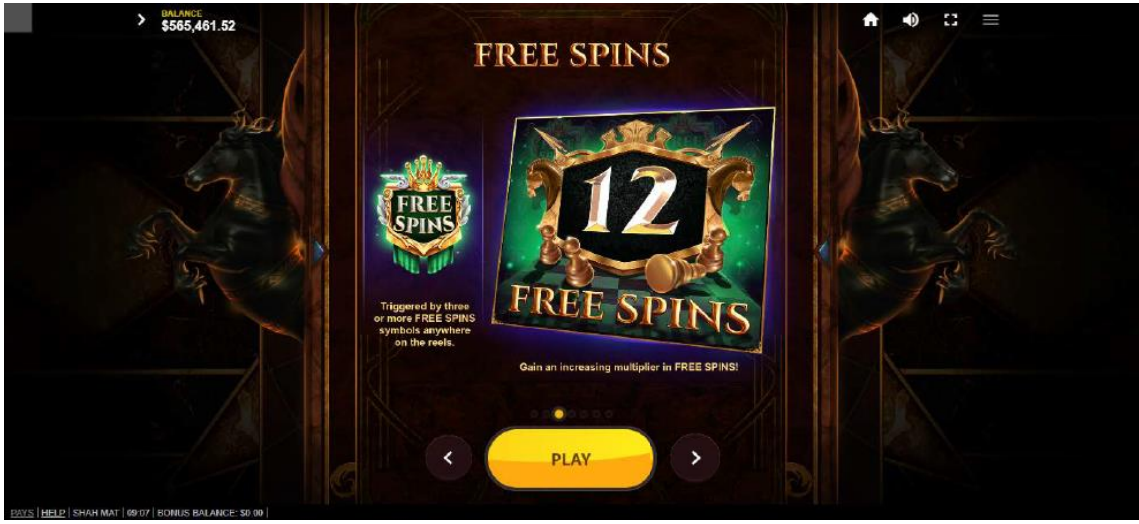 BALANCE
$565,461.52
FREE SPINS
12
FREE
SPINS
FREE SPINS
Triggered by three
or more FREE SPINS
symbols anywhere
on the reels.
Gain an increasing multiplier in FREE SPINS!
PLAY
PAYS | HELP | SHAH MAT | 09:07 | BONUS BALANCE: $0.00 |